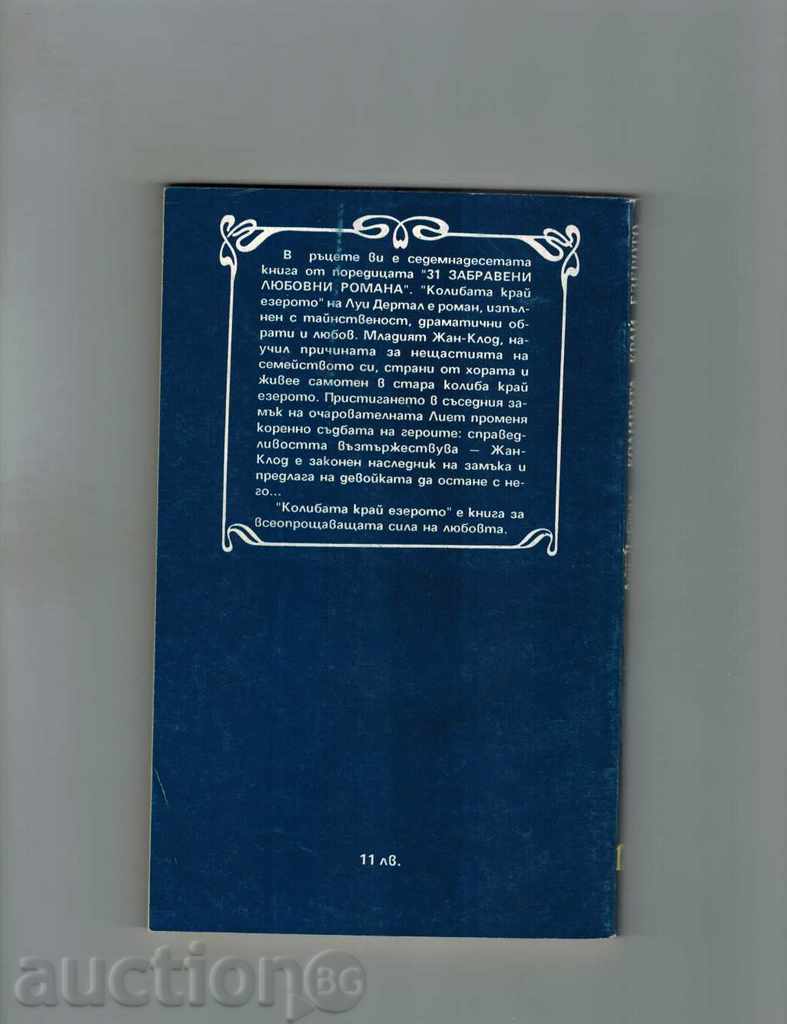 В ръцете ви е седемнадесетата
книга от поредицата "31 ЗАБРАВЕНИ
ЛЮБОВНИ РОМАНА". "Колибата край
езерото" на Луи Дертал е роман, изпъл-
нен с тайнственост, драматични об-
рати и любов. Младият Жан-Клод, на-
учил причината за нещастията на
семейството си, страни от хората и
живее самотен в стара колиба край
езерото. Пристигането в съседния за-
мък на очарователната Лиет променя
коренно съдбата на героите: справед-
ливостта възтържествува – Жан-
Клод е законен наследник на замъка и
предлага на девойката да остане с не-
го...
"Колибата край езерото" е книга за
всеопрощаващата сила на любовта.
11 лв.
КОЛИБАТА КРАЙ ЕЗЕРОТО
auctionBG